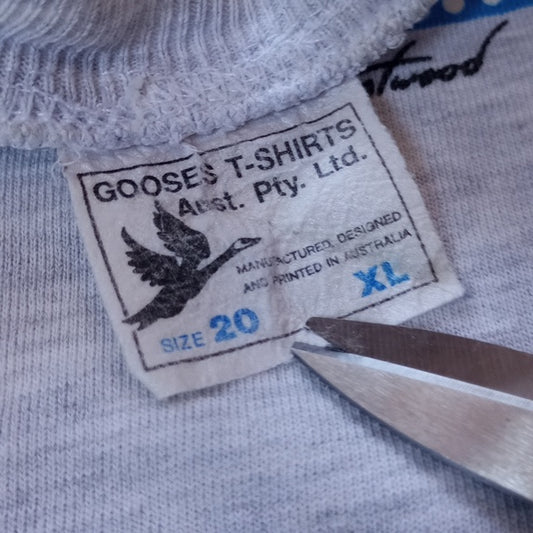 GOOSES T-SHIRTS
Aust. Pty. Ltd.
MANUFACTURED, DESIGNED
AND PRINTED IN AUSTRALIA
SIZE 20 XL